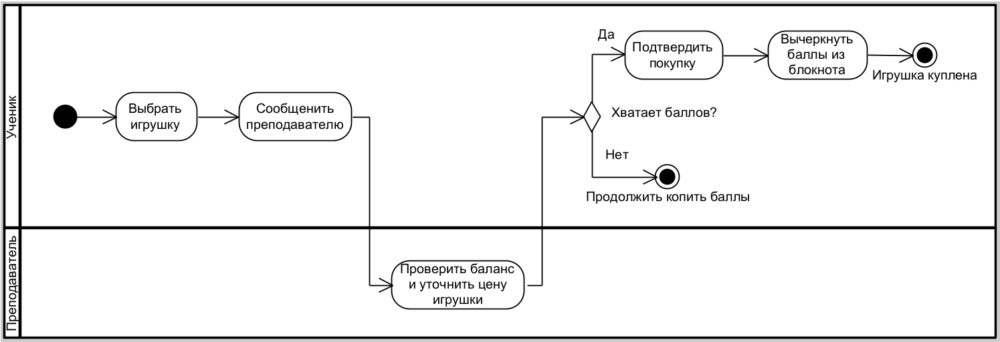 Ученик
Выбрать
игрушку
Сообщенить
преподавателю
Да
Подтвердить
покупку
Вычеркнуть
баллы из
блокнота
Игрушка куплена
Хватает баллов?
Нет
Продолжить копить баллы
Преподаватель
Проверить баланс
и уточнить цену
игрушки